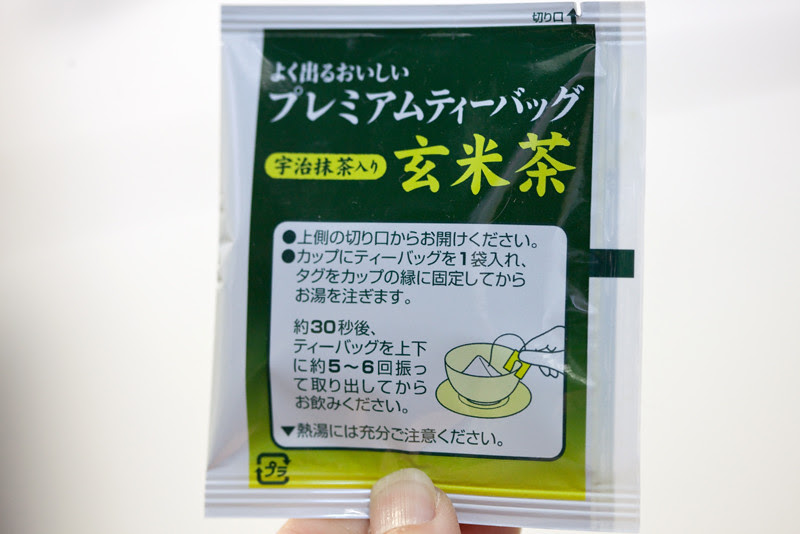 切り口↑
よく出るおいしい
プレミアムティーバッグ
宇治抹茶入り 玄米茶
●上側の切り口からお開けください。
●カップにティーバッグを1袋入れ、
タグをカップの縁に固定してから
お湯を注ぎます。
約30秒後、
ティーバッグを上下
に約5〜6回振っ
て取り出してから
お飲みください。
▼熱湯には充分ご注意ください。
プラ